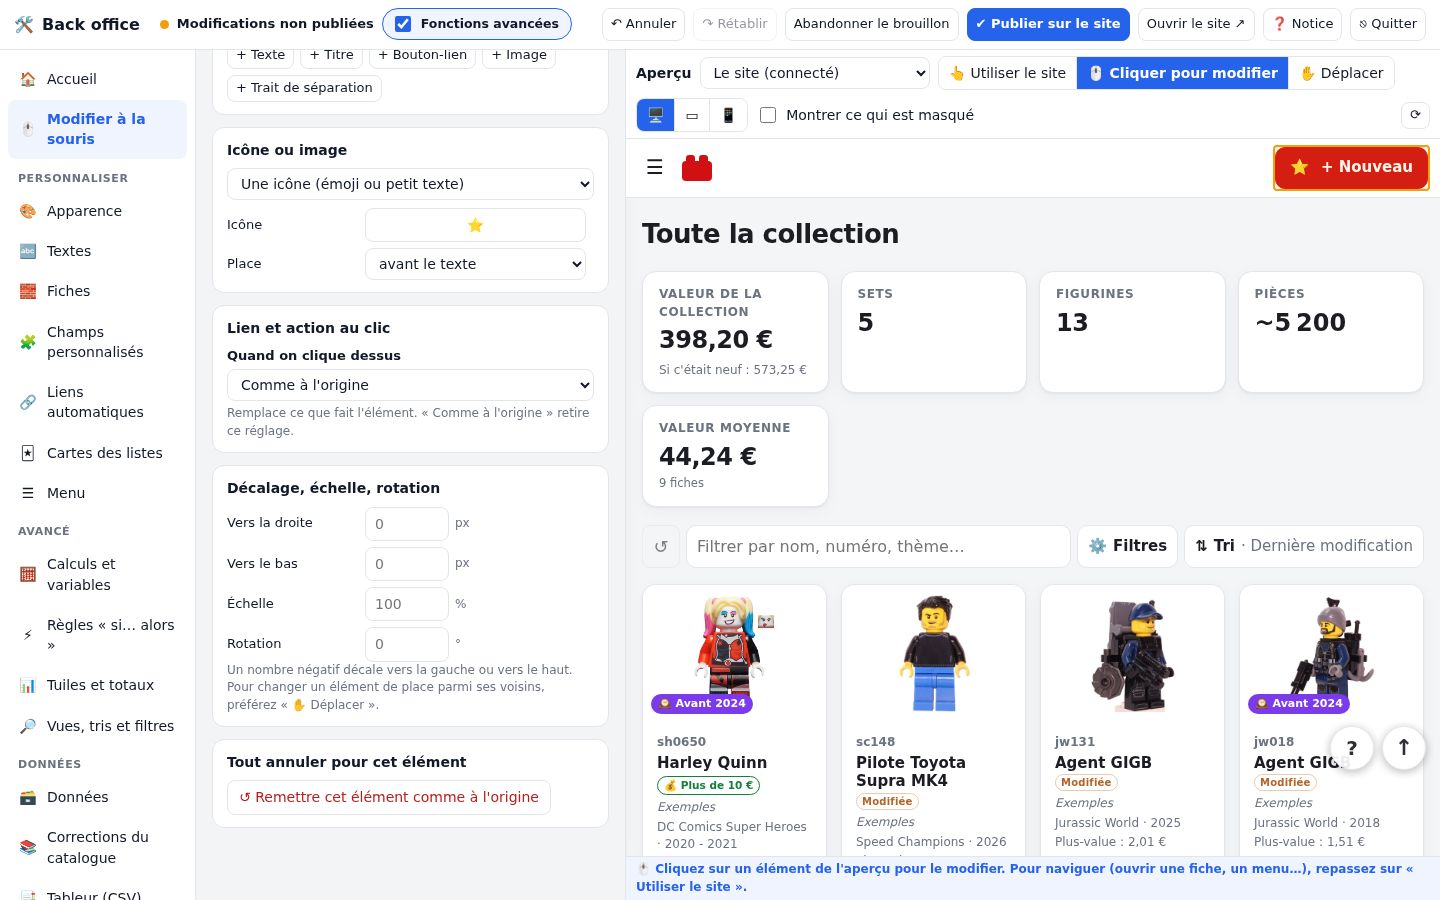 🛠️ Back office
Modifications non publiées
Fonctions avancées
↶ Annuler
↷ Rétablir
Abandonner le brouillon
✔ Publier sur le site
Ouvrir le site ↗
❓ Notice
⎋ Quitter
Accueil
Modifier à la
souris
PERSONNALISER
Apparence
Textes
Fiches
Champs
personnalisés
Liens
automatiques
Cartes des listes
Menu
AVANCÉ
Calculs et
variables
Règles « si… alors
»
Tuiles et totaux
Vues, tris et filtres
DONNÉES
Données
Corrections du
catalogue
Tableur (CSV)
+ Texte
+ Titre
+ Bouton-lien
+ Image
+ Trait de séparation
Icône ou image
Une icône (émoji ou petit texte)
Icône
⭐
Place
avant le texte
Lien et action au clic
Quand on clique dessus
Comme à l'origine
Remplace ce que fait l'élément. « Comme à l'origine » retire
ce réglage.
Décalage, échelle, rotation
Vers la droite
0
px
Vers le bas
0
px
Échelle
100
%
Rotation
0
°
Un nombre négatif décale vers la gauche ou vers le haut.
Pour changer un élément de place parmi ses voisins,
préférez « ✋ Déplacer ».
Tout annuler pour cet élément
↺ Remettre cet élément comme à l'origine
Aperçu
Le site (connecté)
👆 Utiliser le site
🖱️ Cliquer pour modifier
✋ Déplacer
Montrer ce qui est masqué
⟳
☰
⭐ + Nouveau
Toute la collection
VALEUR DE LA
COLLECTION
398,20 €
Si c'était neuf : 573,25 €
SETS
5
FIGURINES
13
PIÈCES
~5 200
VALEUR MOYENNE
44,24 €
9 fiches
↺
Filtrer par nom, numéro, thème…
⚙️ Filtres
⇅ Tri · Dernière modification
🕰️ Avant 2024
sh0650
Harley Quinn
💰 Plus de 10 €
Exemples
DC Comics Super Heroes
· 2020 - 2021
sc148
Pilote Toyota
Supra MK4
Modifiée
Exemples
Speed Champions · 2026
jw131
Agent GIGB
Modifiée
Exemples
Jurassic World · 2025
Plus-value : 2,01 €
🕰️ Avant 2024
jw018
Agent GIGB
Modifiée
Exemples
Jurassic World · 2018
Plus-value : 1,51 €
?
↑
🖱️ Cliquez sur un élément de l'aperçu pour le modifier. Pour naviguer (ouvrir une fiche, un menu…), repassez sur «
Utiliser le site ».